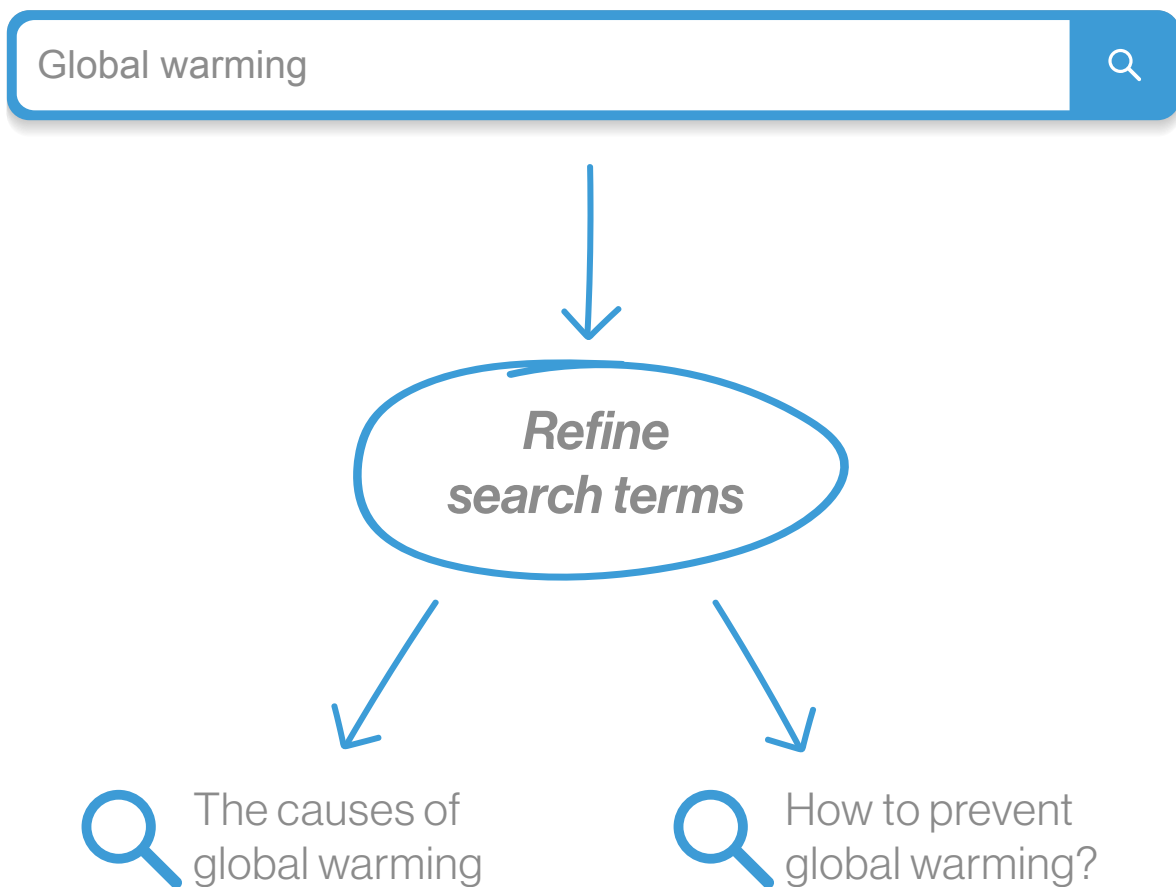 Global warming
Refine
search terms
The causes of
global warming
How to prevent
global warming?